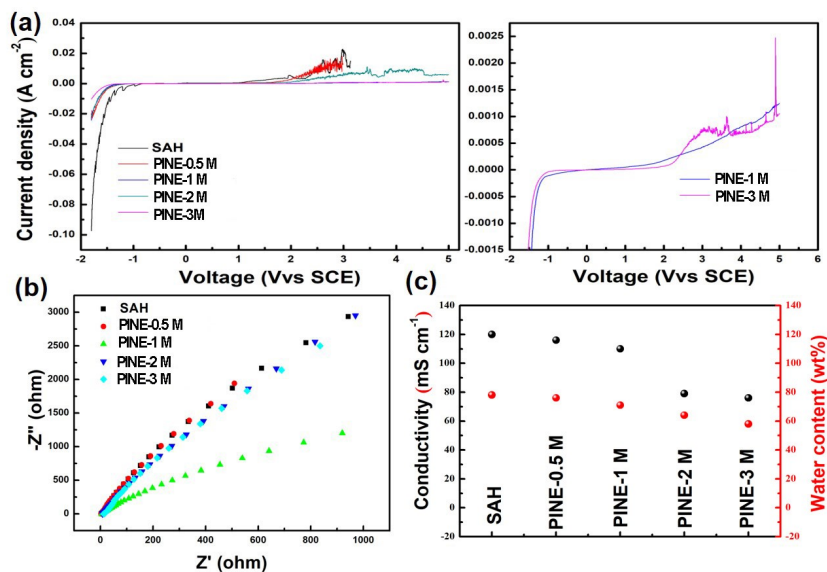 (a)
0.04
0.02
0.00
-0.02
-0.04
-0.06
-0.08
-0.10
Current density (A cm-2)
SAH
PINE-0.5 M
PINE-1 M
PINE-2 M
PINE-3M
-2 -1 0 1 2 3 4 5
Voltage (Vvs SCE)
0.0025
0.0020
0.0015
0.0010
0.0005
0.0000
-0.0005
-0.0010
-0.0015
PINE-1 M
PINE-3 M
-2 -1 0 1 2 3 4 5 6
Voltage (Vvs SCE)
(b)
3000
2500
2000
1500
1000
500
0
-Z" (ohm)
SAH
PINE-0.5 M
PINE-1 M
PINE-2 M
PINE-3 M
0 200 400 600 800 1000
Z' (ohm)
(c)
140
120
100
80
60
40
20
0
-20
Conductivity (mS cm-1)
SAH
PINE-0.5 M
PINE-1 M
PINE-2 M
PINE-3 M
140
120
100
80
60
40
20
0
-20
Water content (wt%)